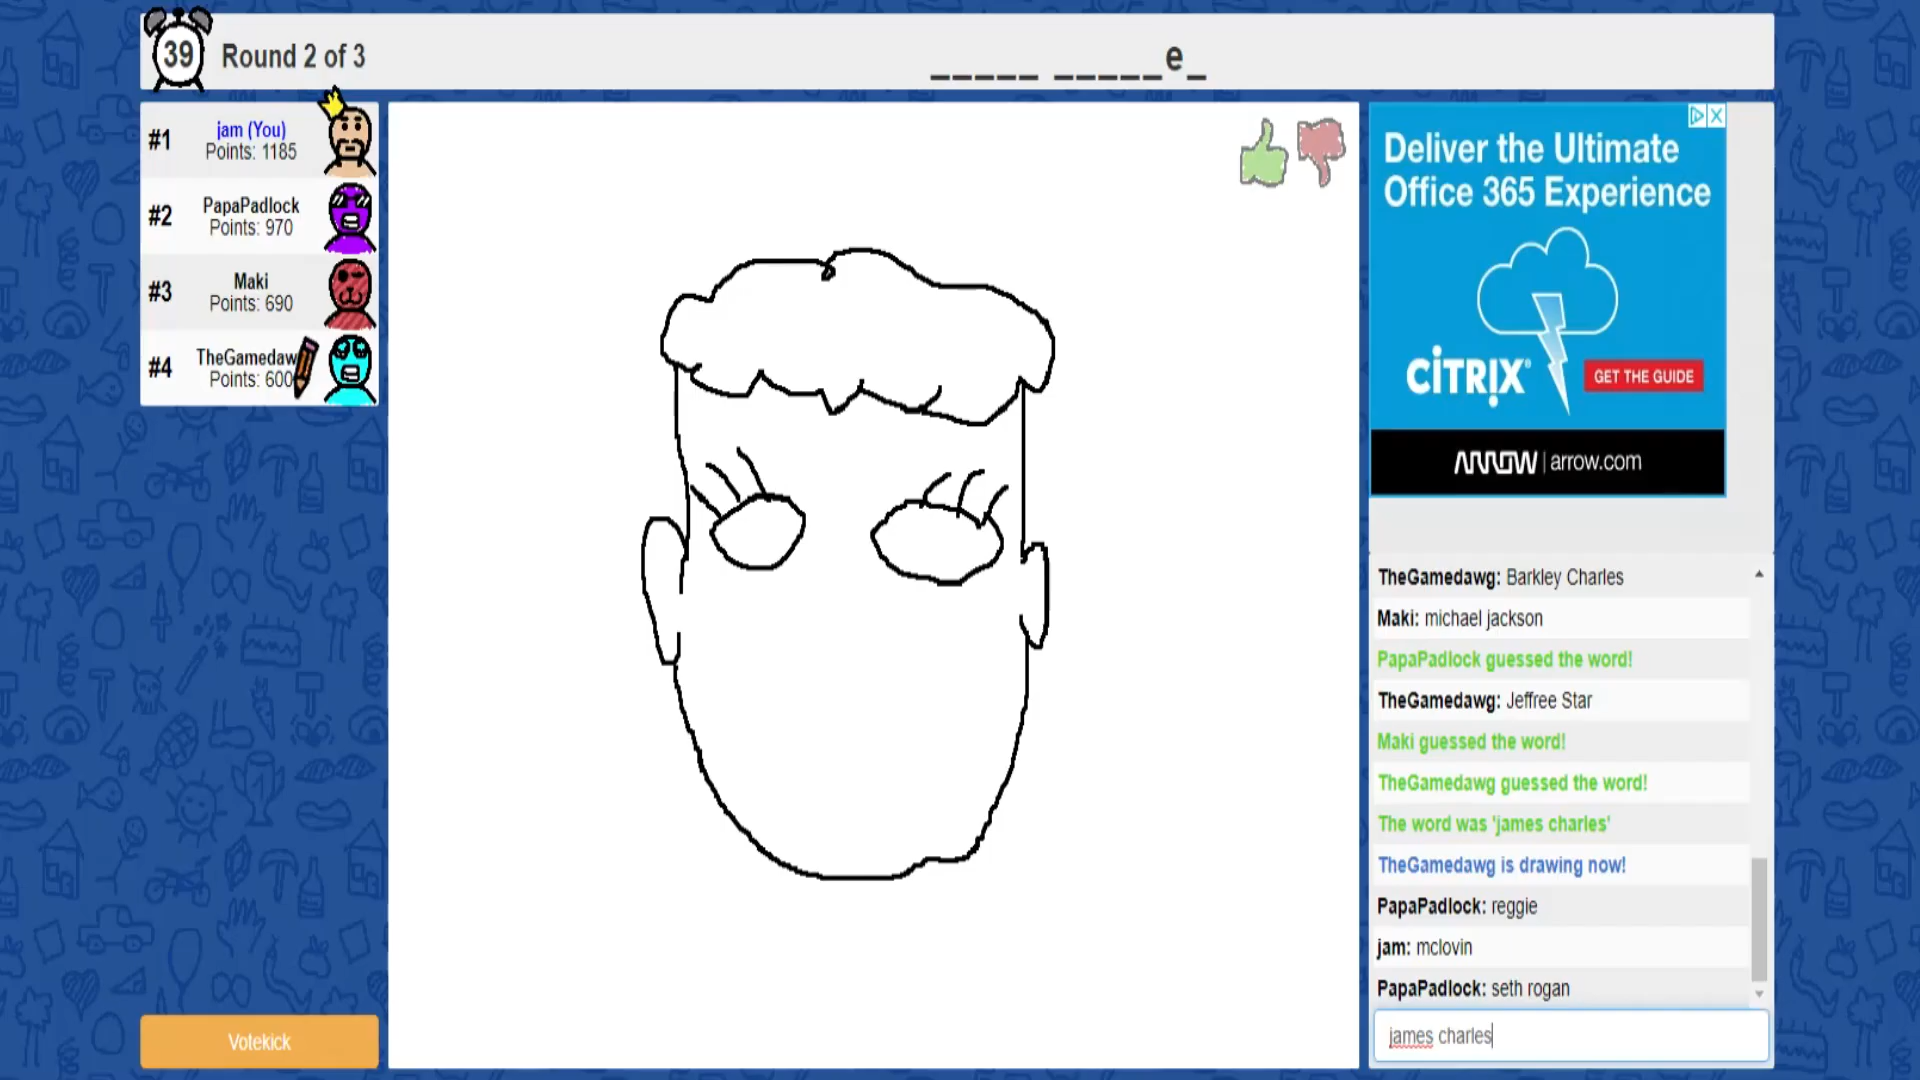 39
Round 2 of 3
_____ _____e_
#1
jam (You)
Points: 1185
#2
PapaPadlock
Points: 970
#3
Maki
Points: 690
#4
TheGamedaw
Points: 600
Votekick
Deliver the Ultimate
Office 365 Experience
CİTRIX®
GET THE GUIDE
ARROW | arrow.com
TheGamedawg: Barkley Charles
Maki: michael jackson
PapaPadlock guessed the word!
TheGamedawg: Jeffree Star
Maki guessed the word!
TheGamedawg guessed the word!
The word was 'james charles'
TheGamedawg is drawing now!
PapaPadlock: reggie
jam: mclovin
PapaPadlock: seth rogan
james charles